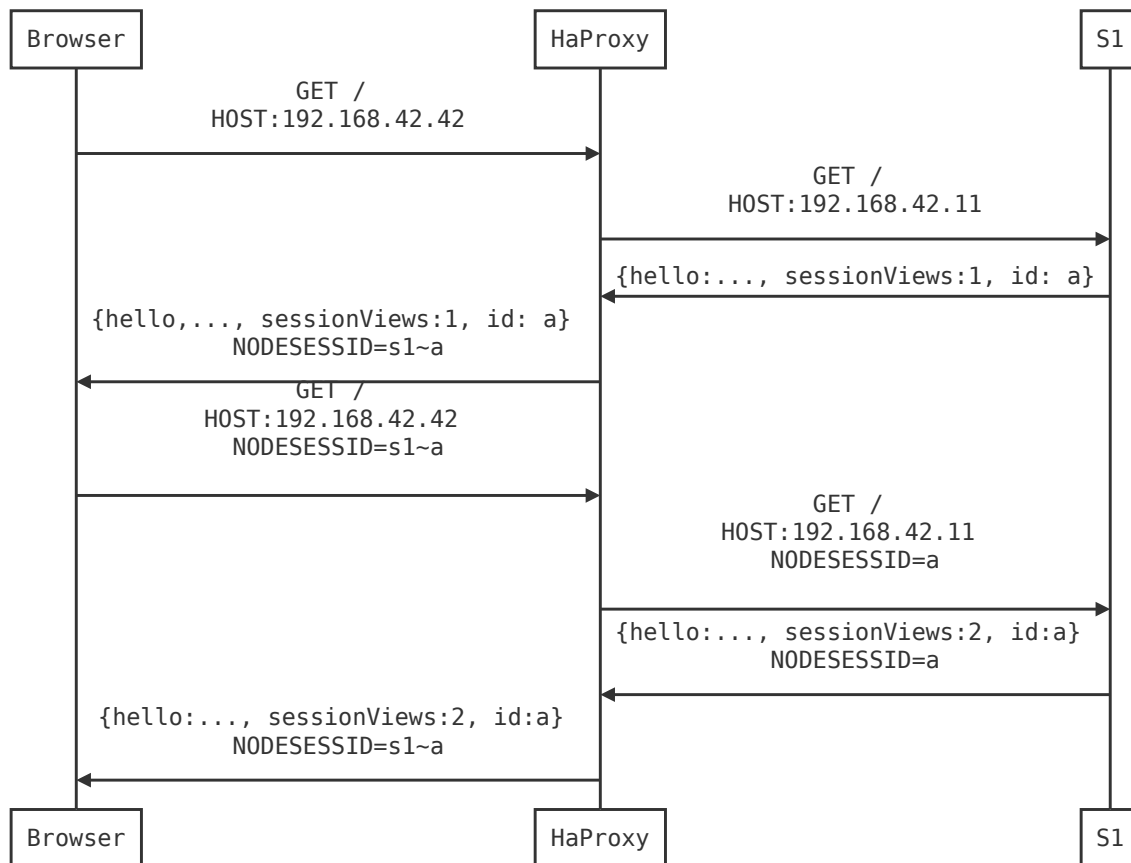 Browser
HaProxy
S1
GET /
HOST:192.168.42.42
GET /
HOST:192.168.42.11
{hello:..., sessionViews:1, id: a}
{hello,..., sessionViews:1, id: a}
NODESESSID=s1~a
GET /
HOST:192.168.42.42
NODESESSID=s1~a
GET /
HOST:192.168.42.11
NODESESSID=a
{hello:..., sessionViews:2, id:a}
NODESESSID=a
{hello:..., sessionViews:2, id:a}
NODESESSID=s1~a
Browser
HaProxy
S1